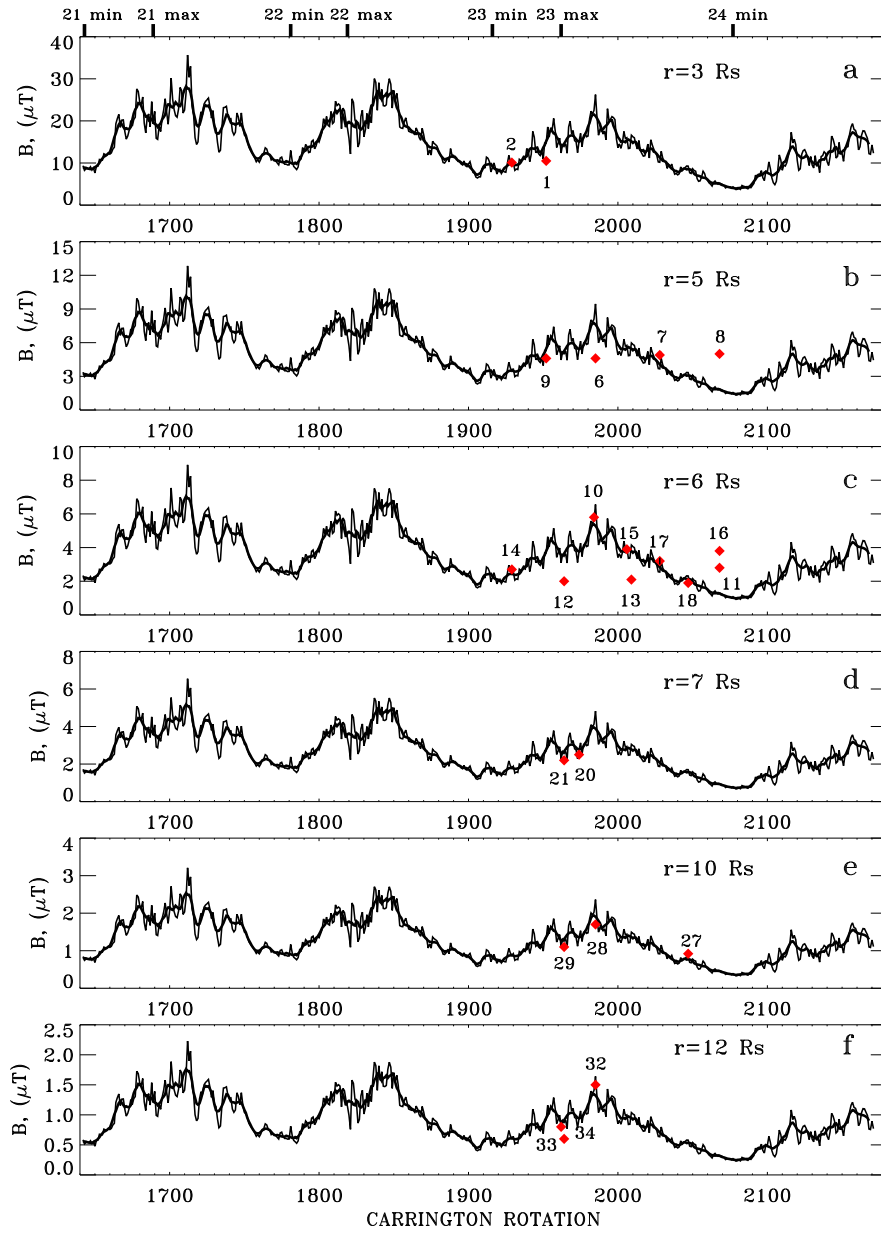 21 min 21 max 22 min 22 max 23 min 23 max 24 min
40
30
20
10
0
B, (μT)
r=3 Rs
a
2
1
1700 1800 1900 2000 2100
15
12
9
6
3
0
B, (μT)
r=5 Rs
b
9
6
7
8
1700 1800 1900 2000 2100
10
8
6
4
2
0
B, (μT)
r=6 Rs
c
14
10
12
15
13
17
18
16
11
1700 1800 1900 2000 2100
8
6
4
2
0
B, (μT)
r=7 Rs
d
21
20
1700 1800 1900 2000 2100
4
3
2
1
0
B, (μT)
r=10 Rs
e
29
28
27
1700 1800 1900 2000 2100
2.5
2.0
1.5
1.0
0.5
0.0
B, (μT)
r=12 Rs
f
32
33
34
1700 1800 1900 2000 2100
CARRINGTON ROTATION